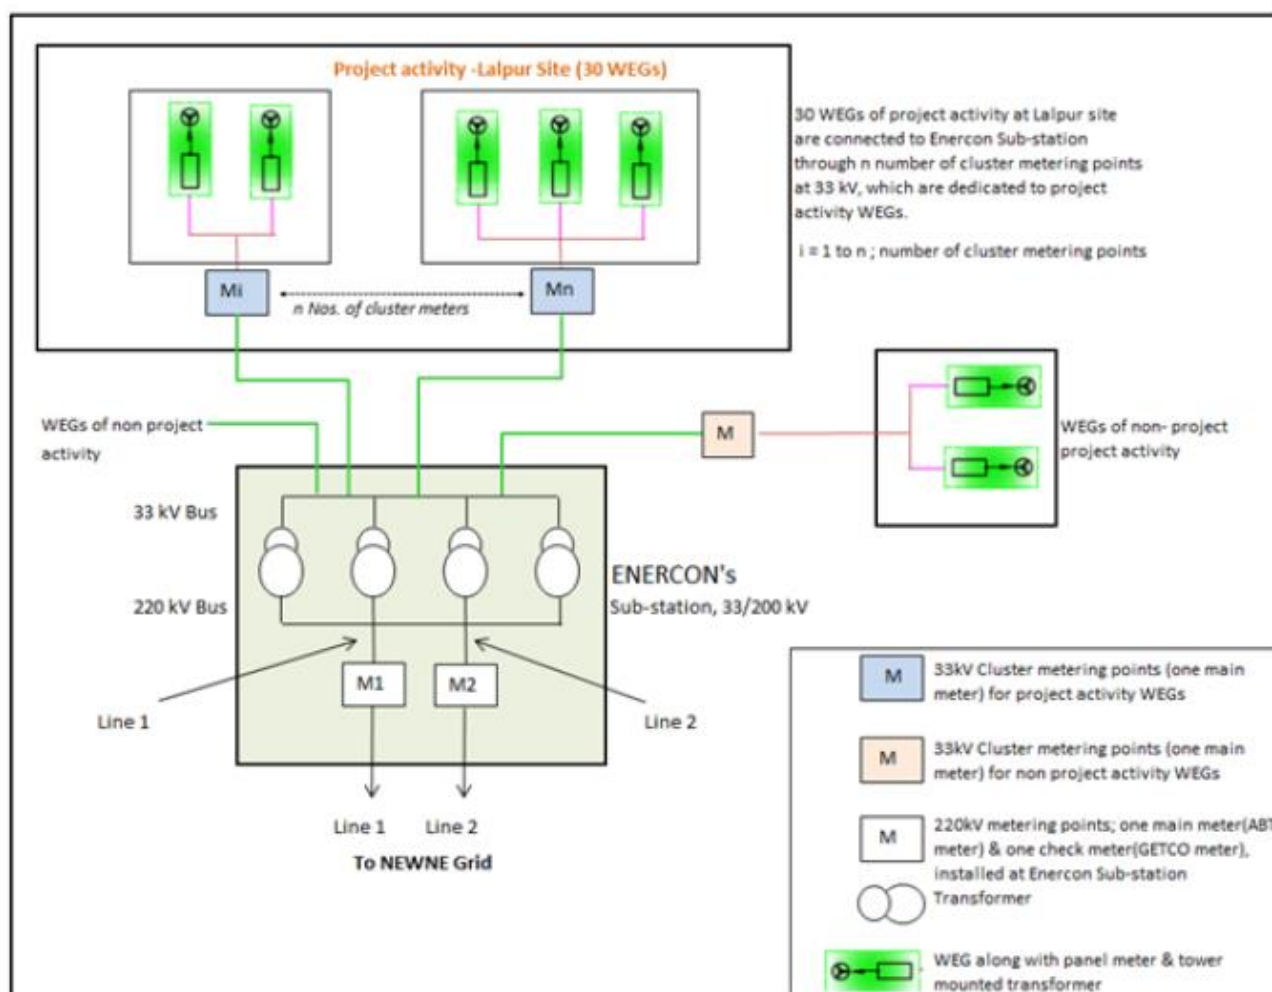 Project activity -Lalpur Site (30 WEGs)
30 WEGs of project activity at Lalpur site
are connected to Enercon Sub-station
through n number of cluster metering points
at 33 kV, which are dedicated to project
activity WEGs.
i = 1 to n ; number of cluster metering points
Mi
Mn
n Nos. of cluster meters
WEGs of non project
activity
M
WEGs of non- project
project activity
33 kV Bus
220 kV Bus
ENERCON's
Sub-station, 33/200 kV
M1
M2
Line 1
Line 2
Line 1
Line 2
To NEWNE Grid
M
33kV Cluster metering points (one main
meter) for project activity WEGs
M
33kV Cluster metering points (one main
meter) for non project activity WEGs
M
220kV metering points; one main meter(ABT
meter) & one check meter(GETCO meter),
installed at Enercon Sub-station
Transformer
WEG along with panel meter & tower
mounted transformer